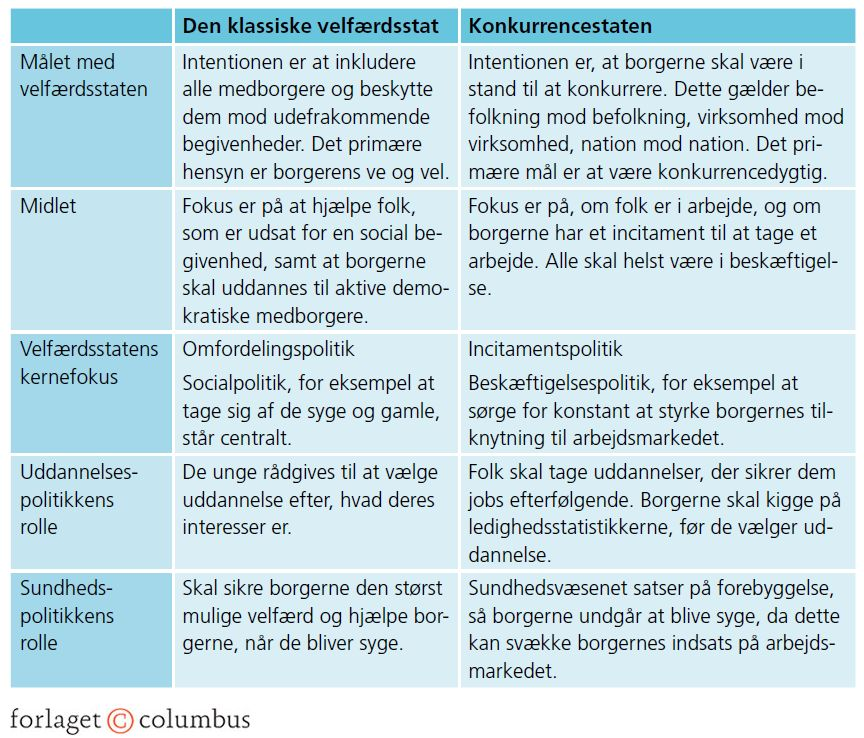 Den klassiske velfærdsstat
Konkurrencestaten
Målet med
velfærdsstaten
Intentionen er at inkludere
alle medborgere og beskytte
dem mod udefrakommende
begivenheder. Det primære
hensyn er borgerens ve og vel.
Intentionen er, at borgerne skal være i
stand til at konkurrere. Dette gælder be-
folkning mod befolkning, virksomhed mod
virksomhed, nation mod nation. Det pri-
mære mål er at være konkurrencedygtig.
Midlet
Fokus er på at hjælpe folk,
som er udsat for en social be-
givenhed, samt at borgerne
skal uddannes til aktive demo-
kratiske medborgere.
Fokus er på, om folk er i arbejde, og om
borgerne har et incitament til at tage et
arbejde. Alle skal helst være i beskæftigel-
se.
Velfærdsstatens
kernefokus
Omfordelingspolitik
Socialpolitik, for eksempel at
tage sig af de syge og gamle,
står centralt.
Incitamentspolitik
Beskæftigelsespolitik, for eksempel at
sørge for konstant at styrke borgernes til-
knytning til arbejdsmarkedet.
Uddannelses-
politikkens
rolle
De unge rådgives til at vælge
uddannelse efter, hvad deres
interesser er.
Folk skal tage uddannelser, der sikrer dem
jobs efterfølgende. Borgerne skal kigge på
ledighedsstatistikkerne, før de vælger ud-
dannelse.
Sundheds-
politikkens
rolle
Skal sikre borgerne den størst
mulige velfærd og hjælpe bor-
gerne, når de bliver syge.
Sundhedsvæsenet satser på forebyggelse,
så borgerne undgår at blive syge, da dette
kan svække borgernes indsats på arbejds-
markedet.
forlaget © columbus